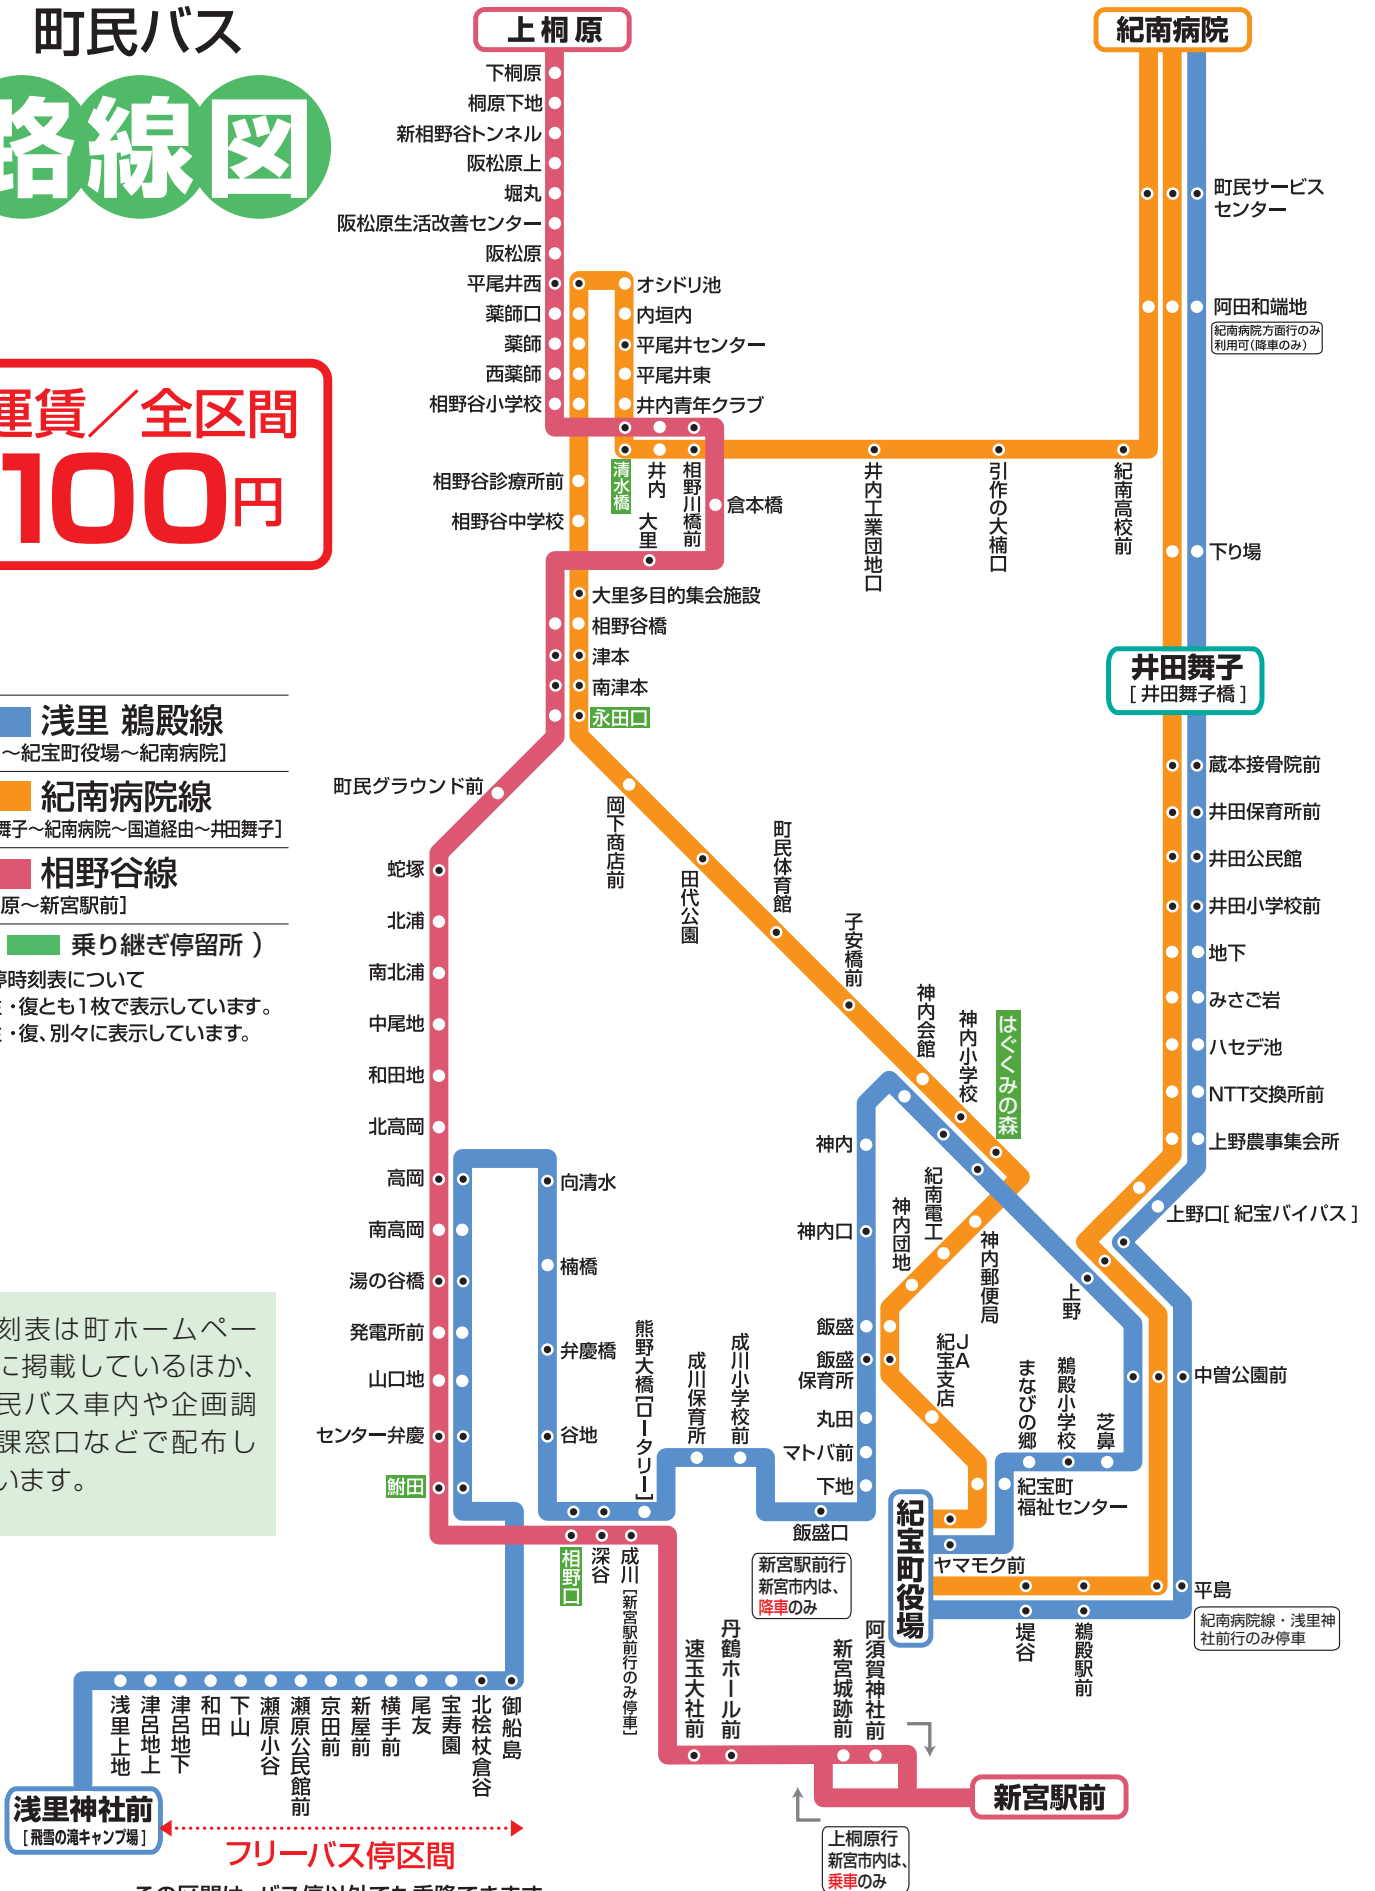 町民バス
路線図
運賃／全区間
100円
浅里 鵜殿線
～紀宝町役場～紀南病院]
紀南病院線
舞子～紀南病院～国道経由～井田舞子]
相野谷線
原～新宮駅前]
乗り継ぎ停留所 )
停時刻表について
・復とも1枚で表示しています。
・復、別々に表示しています。
刻表は町ホームペー
に掲載しているほか、
民バス車内や企画調
課窓口などで配布し
います。
上桐原
下桐原
桐原下地
新相野谷トンネル
阪松原上
堀丸
阪松原生活改善センター
阪松原
平尾井西
薬師口
薬師
西薬師
相野谷小学校
オシドリ池
内垣内
平尾井センター
平尾井東
井内青年クラブ
清水橋
井内
相野川橋前
大里
倉本橋
相野谷診療所前
相野谷中学校
大里多目的集会施設
相野谷橋
津本
南津本
永田口
町民グラウンド前
蛇塚
北浦
南北浦
中尾地
和田地
北高岡
高岡
南高岡
湯の谷橋
発電所前
山口地
センター弁慶
鮒田
向清水
楠橋
弁慶橋
谷地
相野口
深谷
成川
[新宮駅前行のみ停車]
熊野大橋[ロータリー]
成川保育所
成川小学校前
飯盛口
新宮駅前行
新宮市内は、
降車のみ
速玉大社前
丹鶴ホール前
新宮城跡前
阿須賀神社前
新宮駅前
上桐原行
新宮市内は、
乗車のみ
御船島
北桧杖倉谷
宝寿園
尾友
横手前
新屋前
京田前
瀬原公民館前
瀬原小谷
下山
和田
津呂地下
津呂地上
浅里上地
浅里神社前
[飛雪の滝キャンプ場]
フリーバス停区間
この区間は、バス停以外でも乗降できます
紀南病院
町民サービス
センター
阿田和端地
紀南病院方面行のみ
利用可(降車のみ)
井内工業団地口
引作の大楠口
紀南高校前
下り場
井田舞子
[ 井田舞子橋 ]
蔵本接骨院前
井田保育所前
井田公民館
井田小学校前
地下
みさご岩
ハセデ池
NTT交換所前
上野農事集会所
上野口[ 紀宝バイパス ]
中曽公園前
平島
紀南病院線・浅里神
社前行のみ停車
岡下商店前
田代公園
町民体育館
子安橋前
神内会館
神内小学校
はぐくみの森
神内
神内口
飯盛
飯盛
保育所
丸田
マトバ前
下地
神内団地
紀南電工
神内郵便局
JA
紀宝支店
上野
まなびの郷
鵜殿小学校
芝鼻
紀宝町
福祉センター
紀宝町役場
ヤマモク前
堤谷
鵜殿駅前